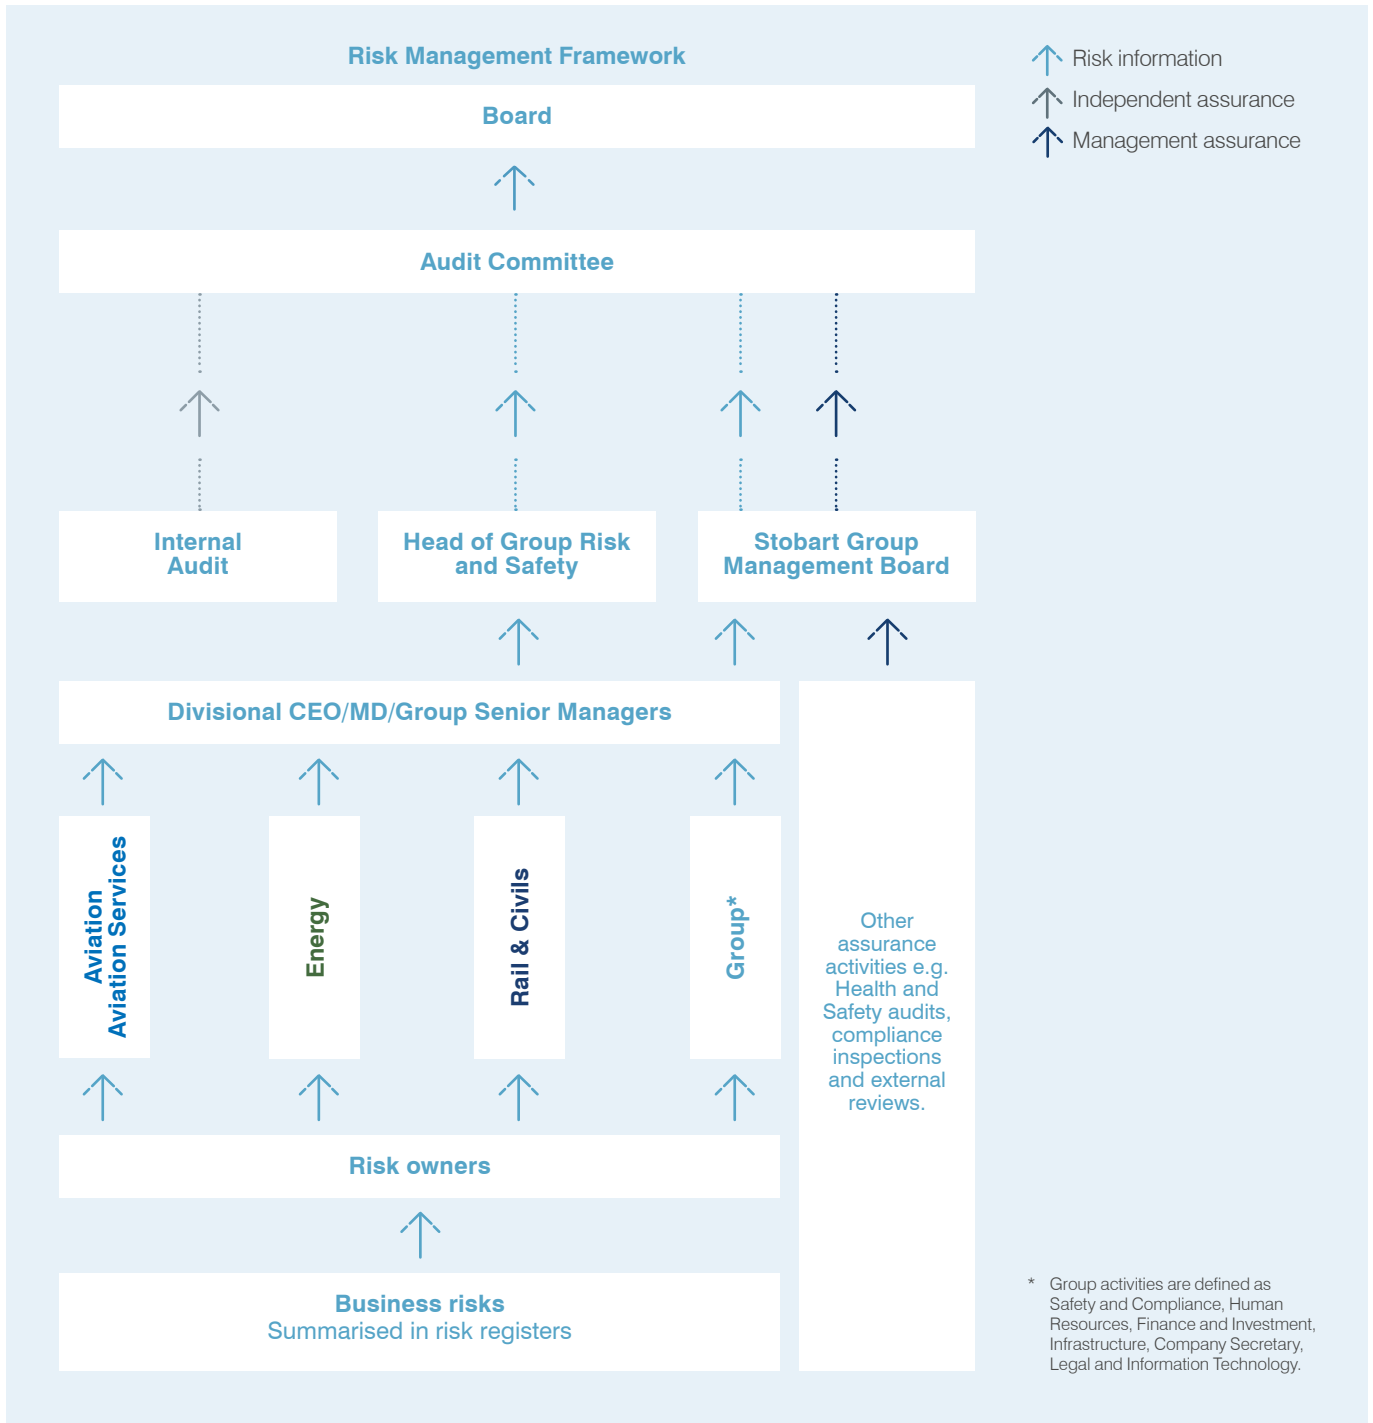 Risk Management Framework
Risk information
Independent assurance
Management assurance
Board
Audit Committee
Internal
Audit
Head of Group Risk
and Safety
Stobart Group
Management Board
Divisional CEO/MD/Group Senior Managers
Aviation
Aviation Services
Energy
Rail & Civils
Group*
Other
assurance
activities e.g.
Health and
Safety audits,
compliance
inspections
and external
reviews.
Risk owners
Business risks
Summarised in risk registers
* Group activities are defined as
Safety and Compliance, Human
Resources, Finance and Investment,
Infrastructure, Company Secretary,
Legal and Information Technology.